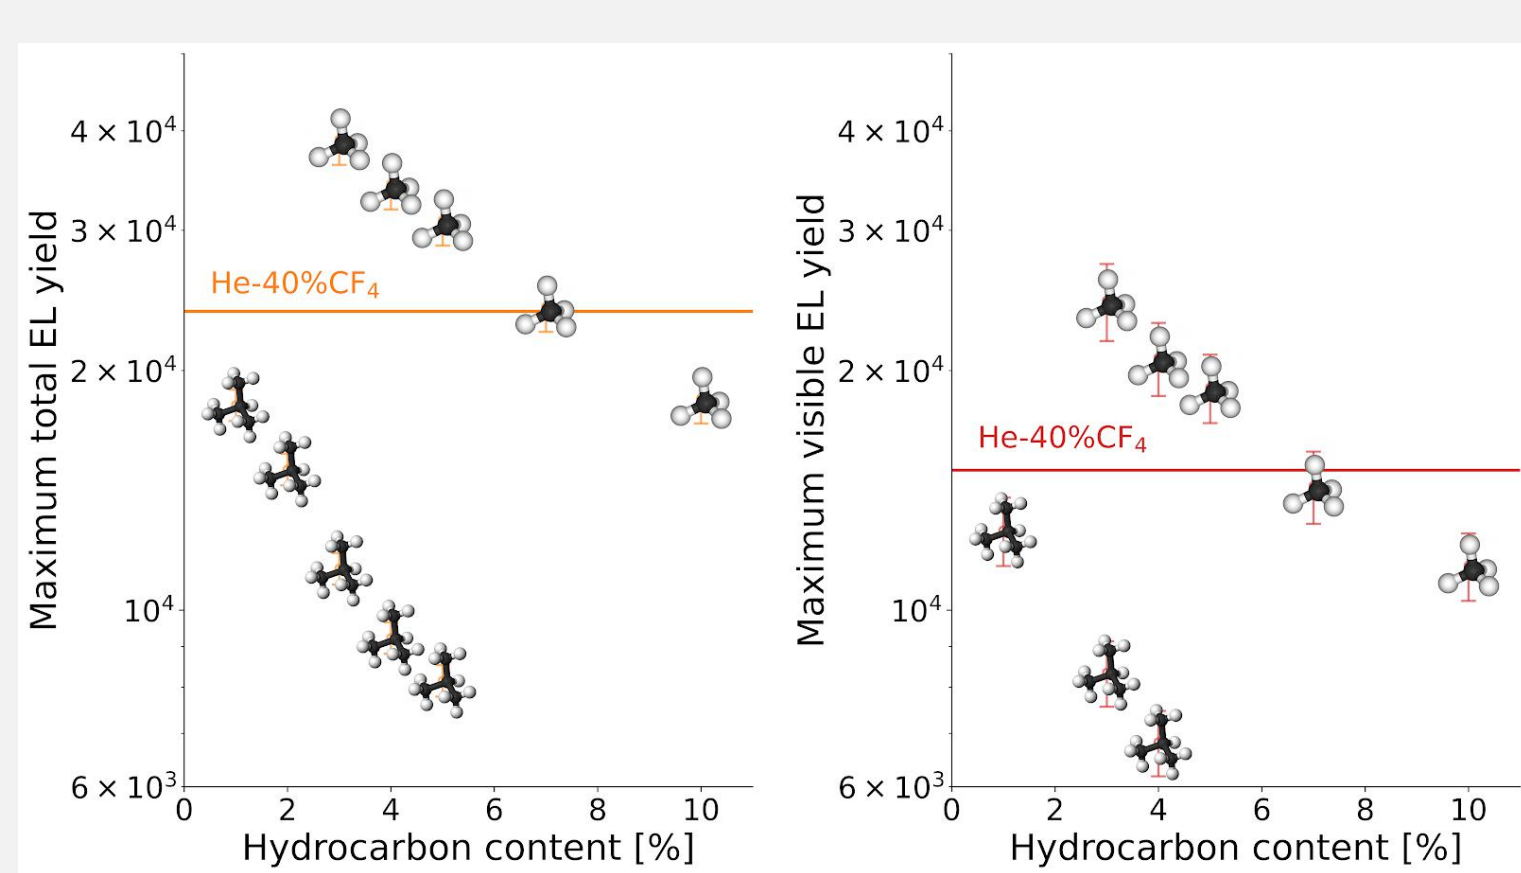 Maximum total EL yield
4 × 10⁴
3 × 10⁴
2 × 10⁴
10⁴
6 × 10³
He-40%CF₄
0 2 4 6 8 10
Hydrocarbon content [%]
Maximum visible EL yield
4 × 10⁴
3 × 10⁴
2 × 10⁴
10⁴
6 × 10³
He-40%CF₄
0 2 4 6 8 10
Hydrocarbon content [%]